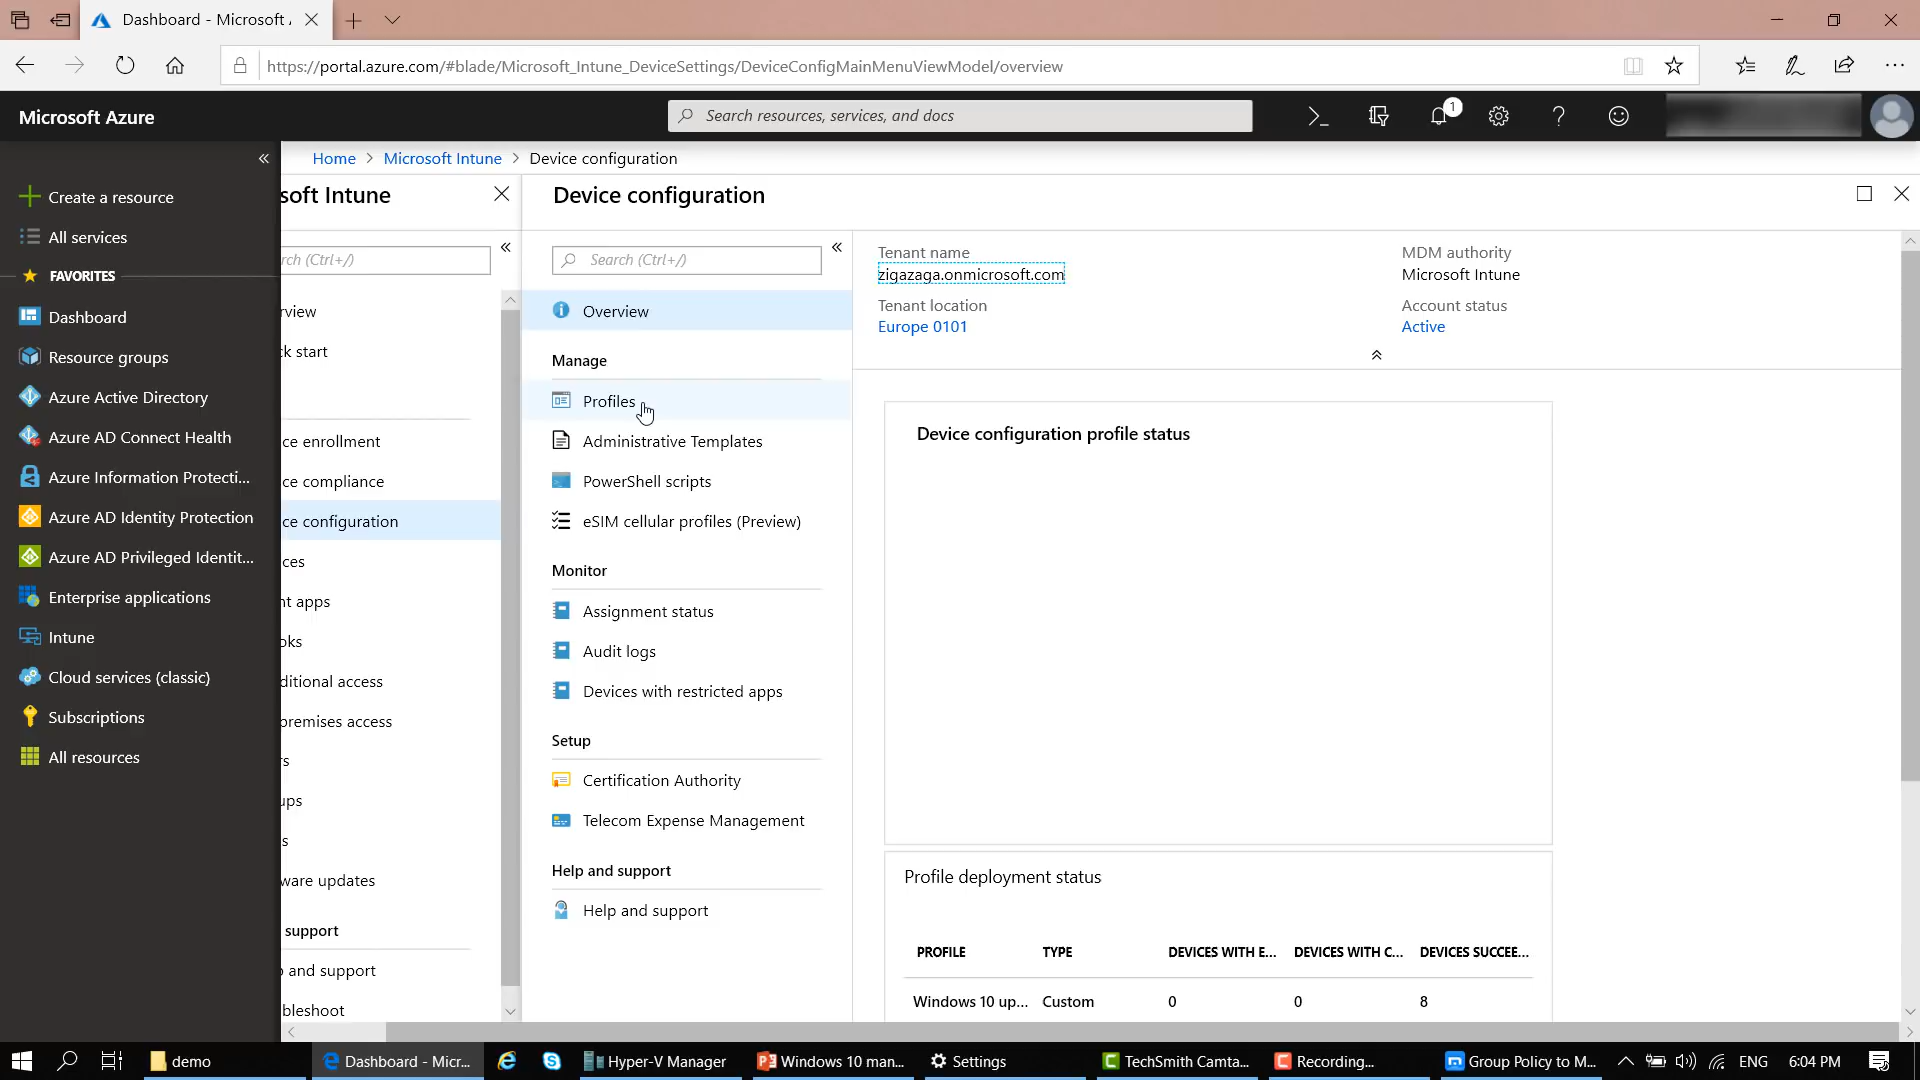 Dashboard - Microsoft A
https://portal.azure.com/#blade/Microsoft_Intune_DeviceSettings/DeviceConfigMainMenuViewModel/overview
Microsoft Azure
Search resources, services, and docs
1
Home > Microsoft Intune > Device configuration
Create a resource
All services
FAVORITES
Dashboard
Resource groups
Azure Active Directory
Azure AD Connect Health
Azure Information Protecti...
Azure AD Identity Protection
Azure AD Privileged Identit...
Enterprise applications
Intune
Cloud services (classic)
Subscriptions
All resources
soft Intune
rch (Ctrl+/)
rview
ck start
ce enrollment
ce compliance
ce configuration
ces
nt apps
oks
ditional access
premises access
rs
ups
s
ware updates
support
p and support
bleshoot
Device configuration
Search (Ctrl+/)
Overview
Manage
Profiles
Administrative Templates
PowerShell scripts
eSIM cellular profiles (Preview)
Monitor
Assignment status
Audit logs
Devices with restricted apps
Setup
Certification Authority
Telecom Expense Management
Help and support
Help and support
Tenant name
zigazaga.onmicrosoft.com
Tenant location
Europe 0101
MDM authority
Microsoft Intune
Account status
Active
Device configuration profile status
Profile deployment status
PROFILE TYPE DEVICES WITH E... DEVICES WITH C... DEVICES SUCCEE...
Windows 10 up... Custom 0 0 8
demo
Dashboard - Micr...
Hyper-V Manager
Windows 10 man...
Settings
TechSmith Camta...
Recording...
Group Policy to M...
ENG
6:04 PM